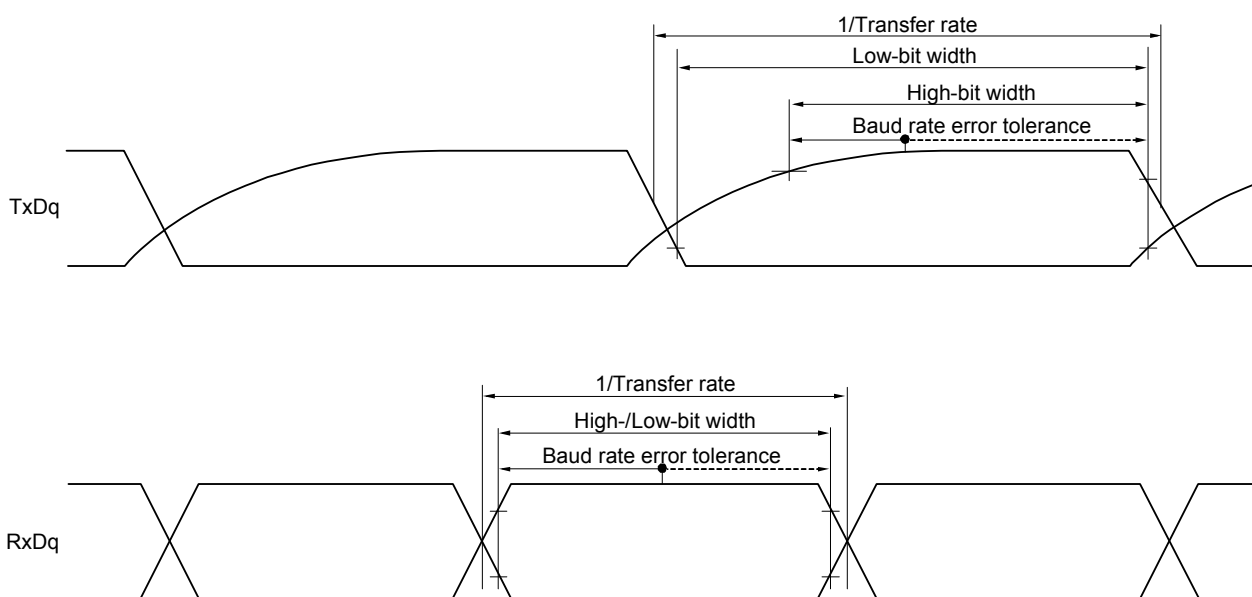 1/Transfer rate
Low-bit width
High-bit width
Baud rate error tolerance
TxDq
1/Transfer rate
High-/Low-bit width
Baud rate error tolerance
RxDq